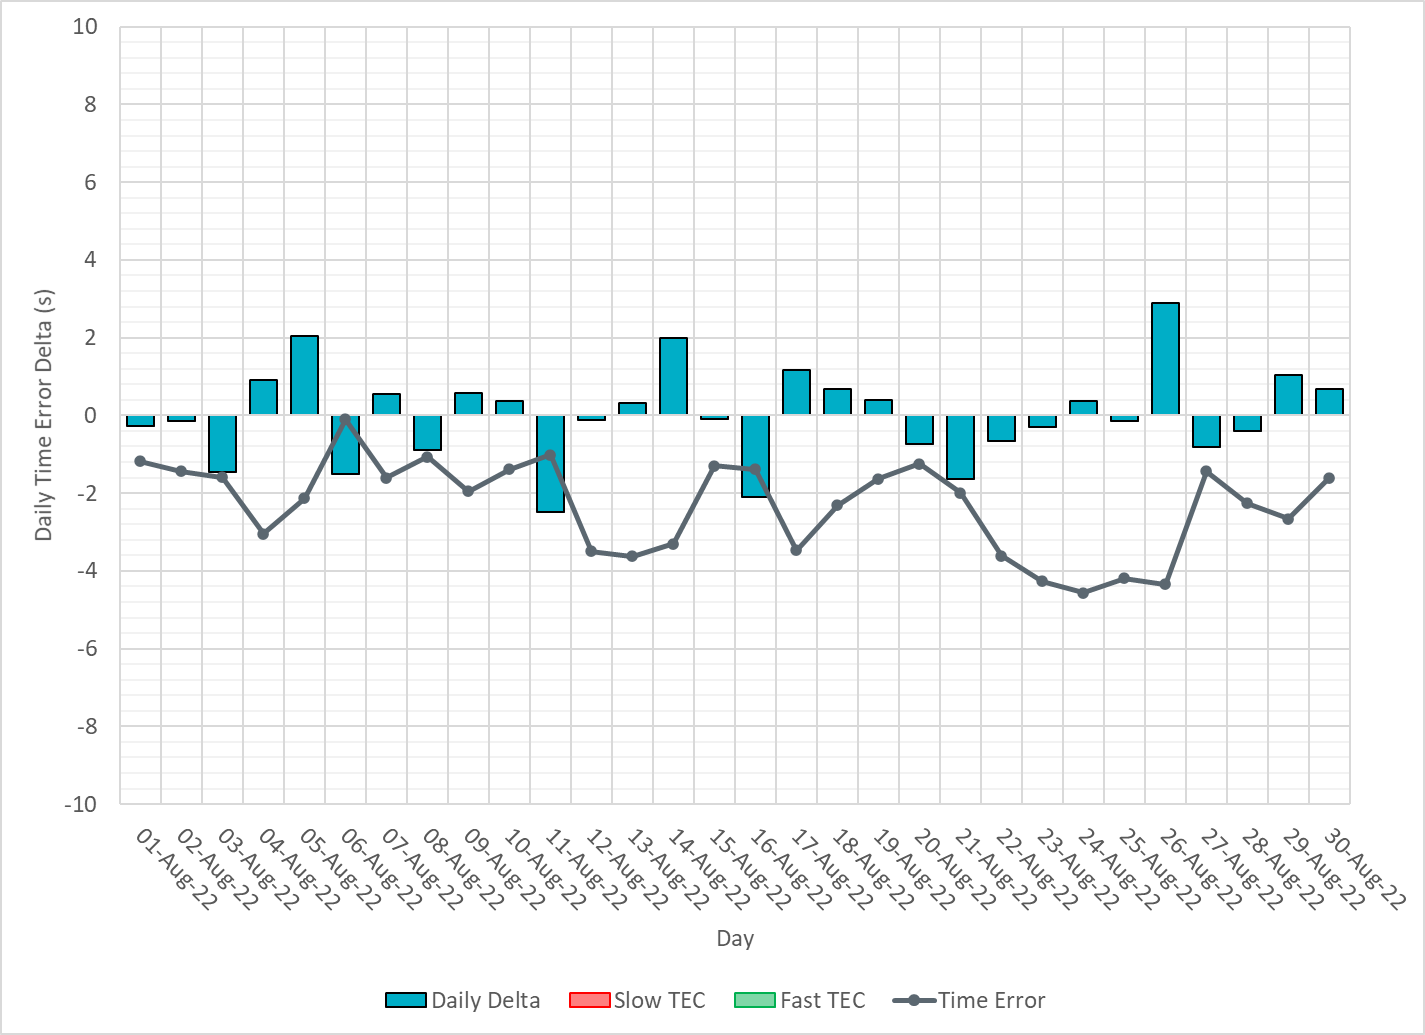 10
8
6
4
2
0
-2
-4
-6
-8
-10
Daily Time Error Delta (s)
01-Aug-22
02-Aug-22
03-Aug-22
04-Aug-22
05-Aug-22
06-Aug-22
07-Aug-22
08-Aug-22
09-Aug-22
10-Aug-22
11-Aug-22
12-Aug-22
13-Aug-22
14-Aug-22
15-Aug-22
16-Aug-22
17-Aug-22
18-Aug-22
19-Aug-22
20-Aug-22
21-Aug-22
22-Aug-22
23-Aug-22
24-Aug-22
25-Aug-22
26-Aug-22
27-Aug-22
28-Aug-22
29-Aug-22
30-Aug-22
Day
Daily Delta Slow TEC Fast TEC Time Error